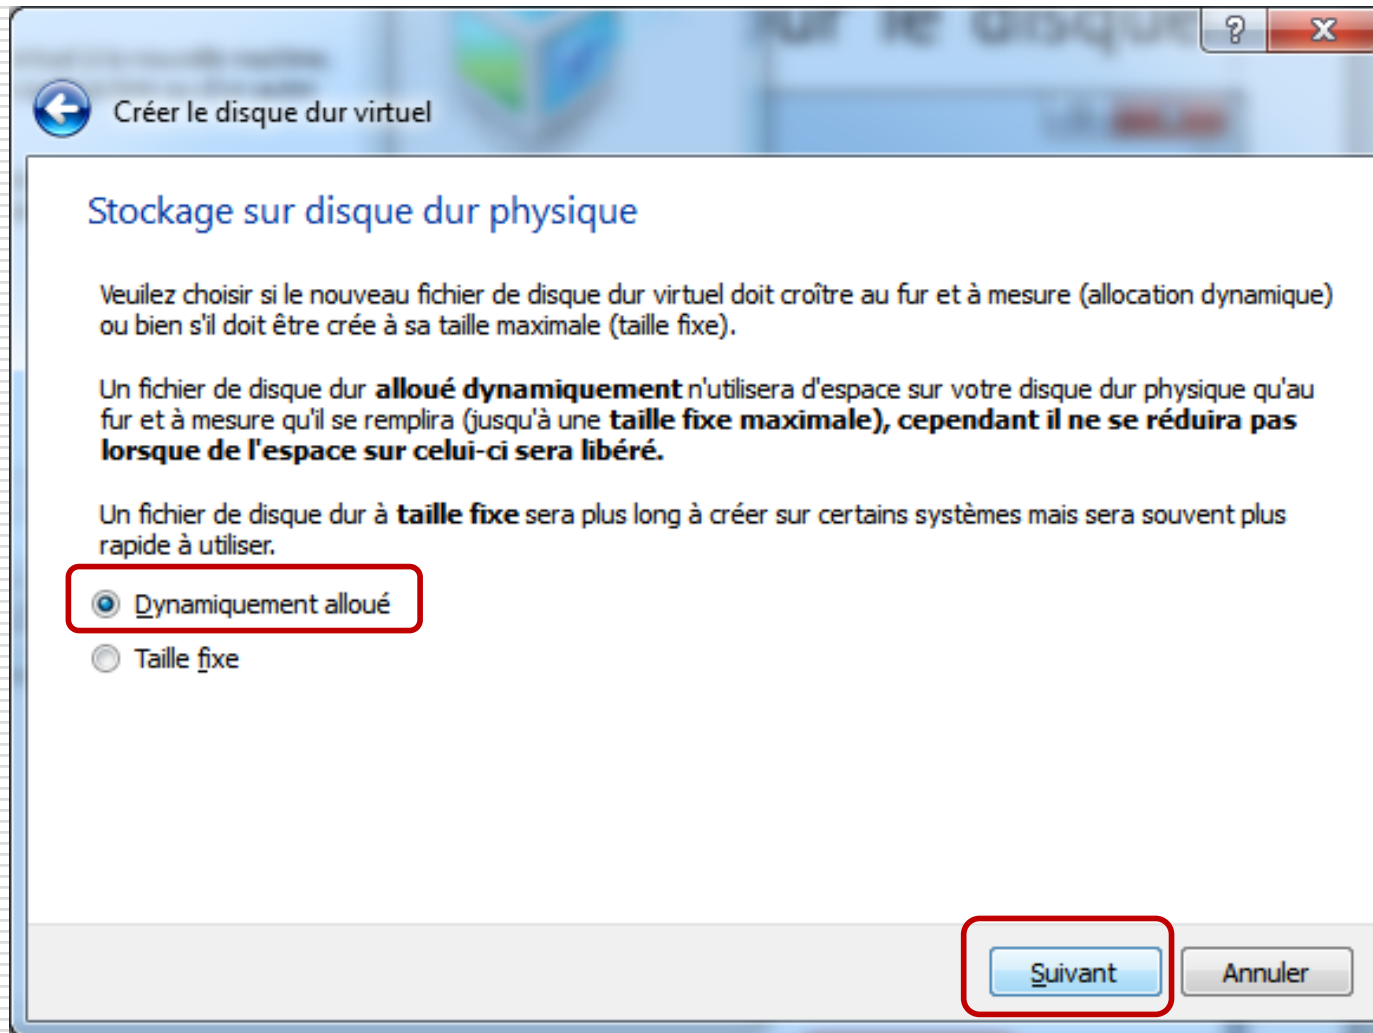 ur le disque
Créer le disque dur virtuel
Stockage sur disque dur physique
Veuilez choisir si le nouveau fichier de disque dur virtuel doit croître au fur et à mesure (allocation dynamique)
ou bien s'il doit être crée à sa taille maximale (taille fixe).
Un fichier de disque dur alloué dynamiquement n'utilisera d'espace sur votre disque dur physique qu'au
fur et à mesure qu'il se remplira (jusqu'à une taille fixe maximale), cependant il ne se réduira pas
lorsque de l'espace sur celui-ci sera libéré.
Un fichier de disque dur à taille fixe sera plus long à créer sur certains systèmes mais sera souvent plus
rapide à utiliser.
Dynamiquement alloué
Taille fixe
Suivant Annuler